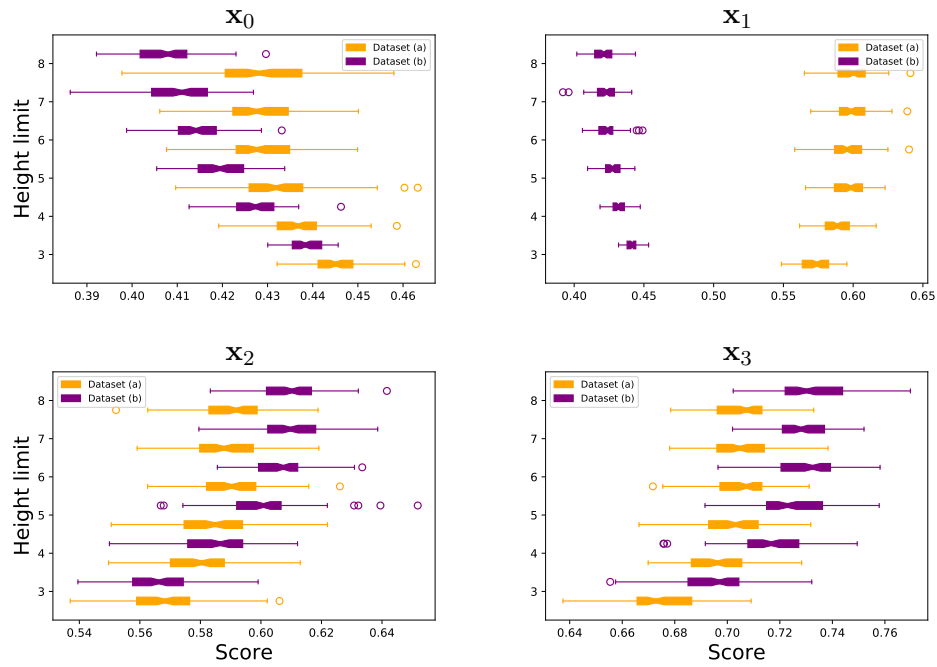 x₀
Dataset (a)
Dataset (b)
Height limit
8
7
6
5
4
3
0.39 0.40 0.41 0.42 0.43 0.44 0.45 0.46
x₁
Dataset (a)
Dataset (b)
Height limit
8
7
6
5
4
3
0.40 0.45 0.50 0.55 0.60 0.65
x₂
Dataset (a)
Dataset (b)
Height limit
8
7
6
5
4
3
0.54 0.56 0.58 0.60 0.62 0.64
Score
x₃
Dataset (a)
Dataset (b)
8
7
6
5
4
3
0.64 0.66 0.68 0.70 0.72 0.74 0.76
Score